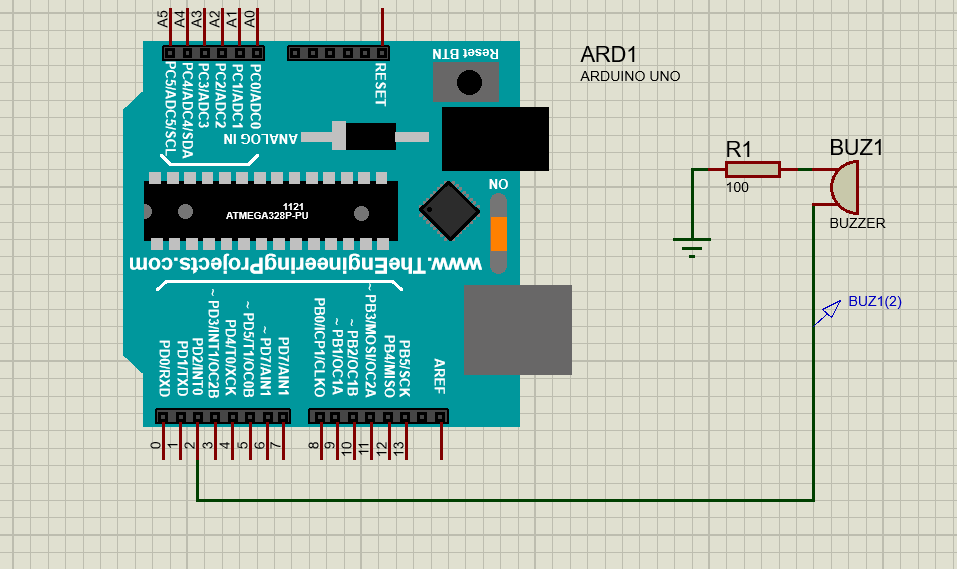 A5
A4
A3
A2
A1
A0
PC5/ADC5/SCL
PC4/ADC4/SDA
PC3/ADC3
PC2/ADC2
PC1/ADC1
PC0/ADC0
RESET
Reset BTN
ANALOG IN
ARD1
ARDUINO UNO
R1
100
BUZ1
BUZZER
BUZ1(2)
ON
1121
ATMEGA328P-PU
www.TheEngineeringProjects.com
PD0/RXD
PD1/TXD
PD2/INT0
~ PD3/INT1/OC2B
PD4/T0/XCK
~ PD5/T1/OC0B
~ PD7/AIN1
PD7/AIN1
PB0/ICP1/CLKO
~ PB1/OC1A
~ PB2/OC1B
~ PB3/MOSI/OC2A
PB4/MISO
PB5/SCK
AREF
0
1
2
3
4
5
6
7
8
9
10
11
12
13